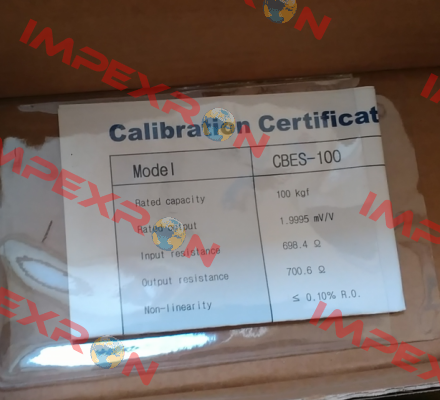 Calibration Certificat
Model CBES-100
Rated capacity 100 kgf
Rated output 1.9995 mV/V
Input resistance 698.4 Ω
Output resistance 700.6 Ω
Non-linearity ≤ 0.10% R.O.
IMPEXRON
IMPEXRON
IMPEXRON
IMPEXRON
IMPEXRON
IMPEXRON